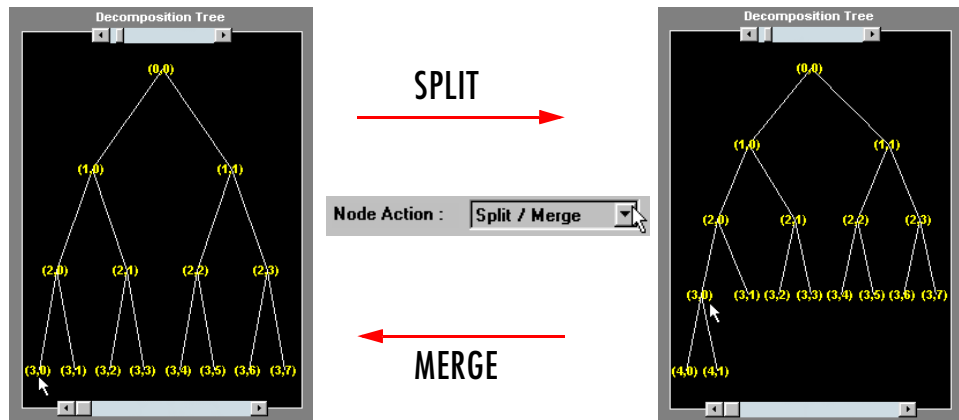 Decomposition Tree
(0,0)
(1,0) (1,1)
(2,0) (2,1) (2,2) (2,3)
(3,0) (3,1) (3,2) (3,3) (3,4) (3,5) (3,6) (3,7)
SPLIT
Node Action : Split / Merge
MERGE
Decomposition Tree
(0,0)
(1,0) (1,1)
(2,0) (2,1) (2,2) (2,3)
(3,0) (3,1) (3,2) (3,3) (3,4) (3,5) (3,6) (3,7)
(4,0) (4,1)